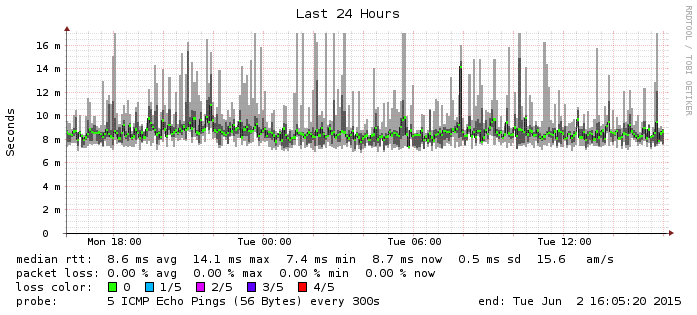 Last 24 Hours
RRDTOOL / TOBI OETIKER
Seconds
16 m
14 m
12 m
10 m
8 m
6 m
4 m
2 m
0
Mon 18:00 Tue 00:00 Tue 06:00 Tue 12:00
median rtt: 8.6 ms avg 14.1 ms max 7.4 ms min 8.7 ms now 0.5 ms sd 15.6 am/s
packet loss: 0.00 % avg 0.00 % max 0.00 % min 0.00 % now
loss color: 0 1/5 2/5 3/5 4/5
probe: 5 ICMP Echo Pings (56 Bytes) every 300s end: Tue Jun 2 16:05:20 2015